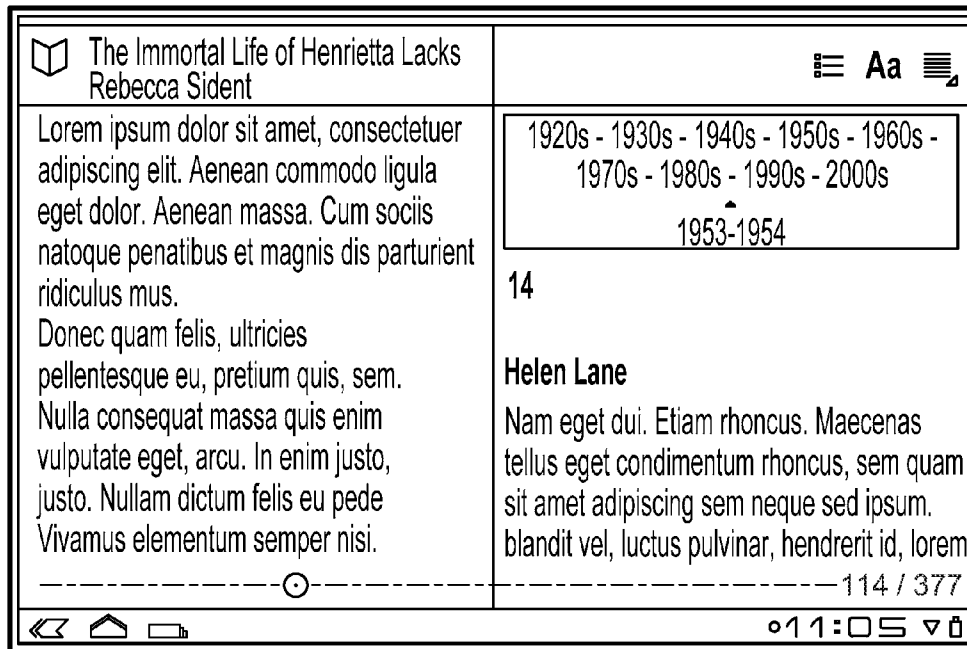 The Immortal Life of Henrietta Lacks
Rebecca Sident
Aa
Lorem ipsum dolor sit amet, consectetuer
adipiscing elit. Aenean commodo ligula
eget dolor. Aenean massa. Cum sociis
natoque penatibus et magnis dis parturient
ridiculus mus.
Donec quam felis, ultricies
pellentesque eu, pretium quis, sem.
Nulla consequat massa quis enim
vulputate eget, arcu. In enim justo,
justo. Nullam dictum felis eu pede
Vivamus elementum semper nisi.
1920s - 1930s - 1940s - 1950s - 1960s -
1970s - 1980s - 1990s - 2000s
1953-1954
14
Helen Lane
Nam eget dui. Etiam rhoncus. Maecenas
tellus eget condimentum rhoncus, sem quam
sit amet adipiscing sem neque sed ipsum.
blandit vel, luctus pulvinar, hendrerit id, lorem
114 / 377
11:05